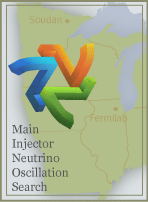 Soudan
Fermilab
Main
Injector
Neutrino
Oscillation
Search